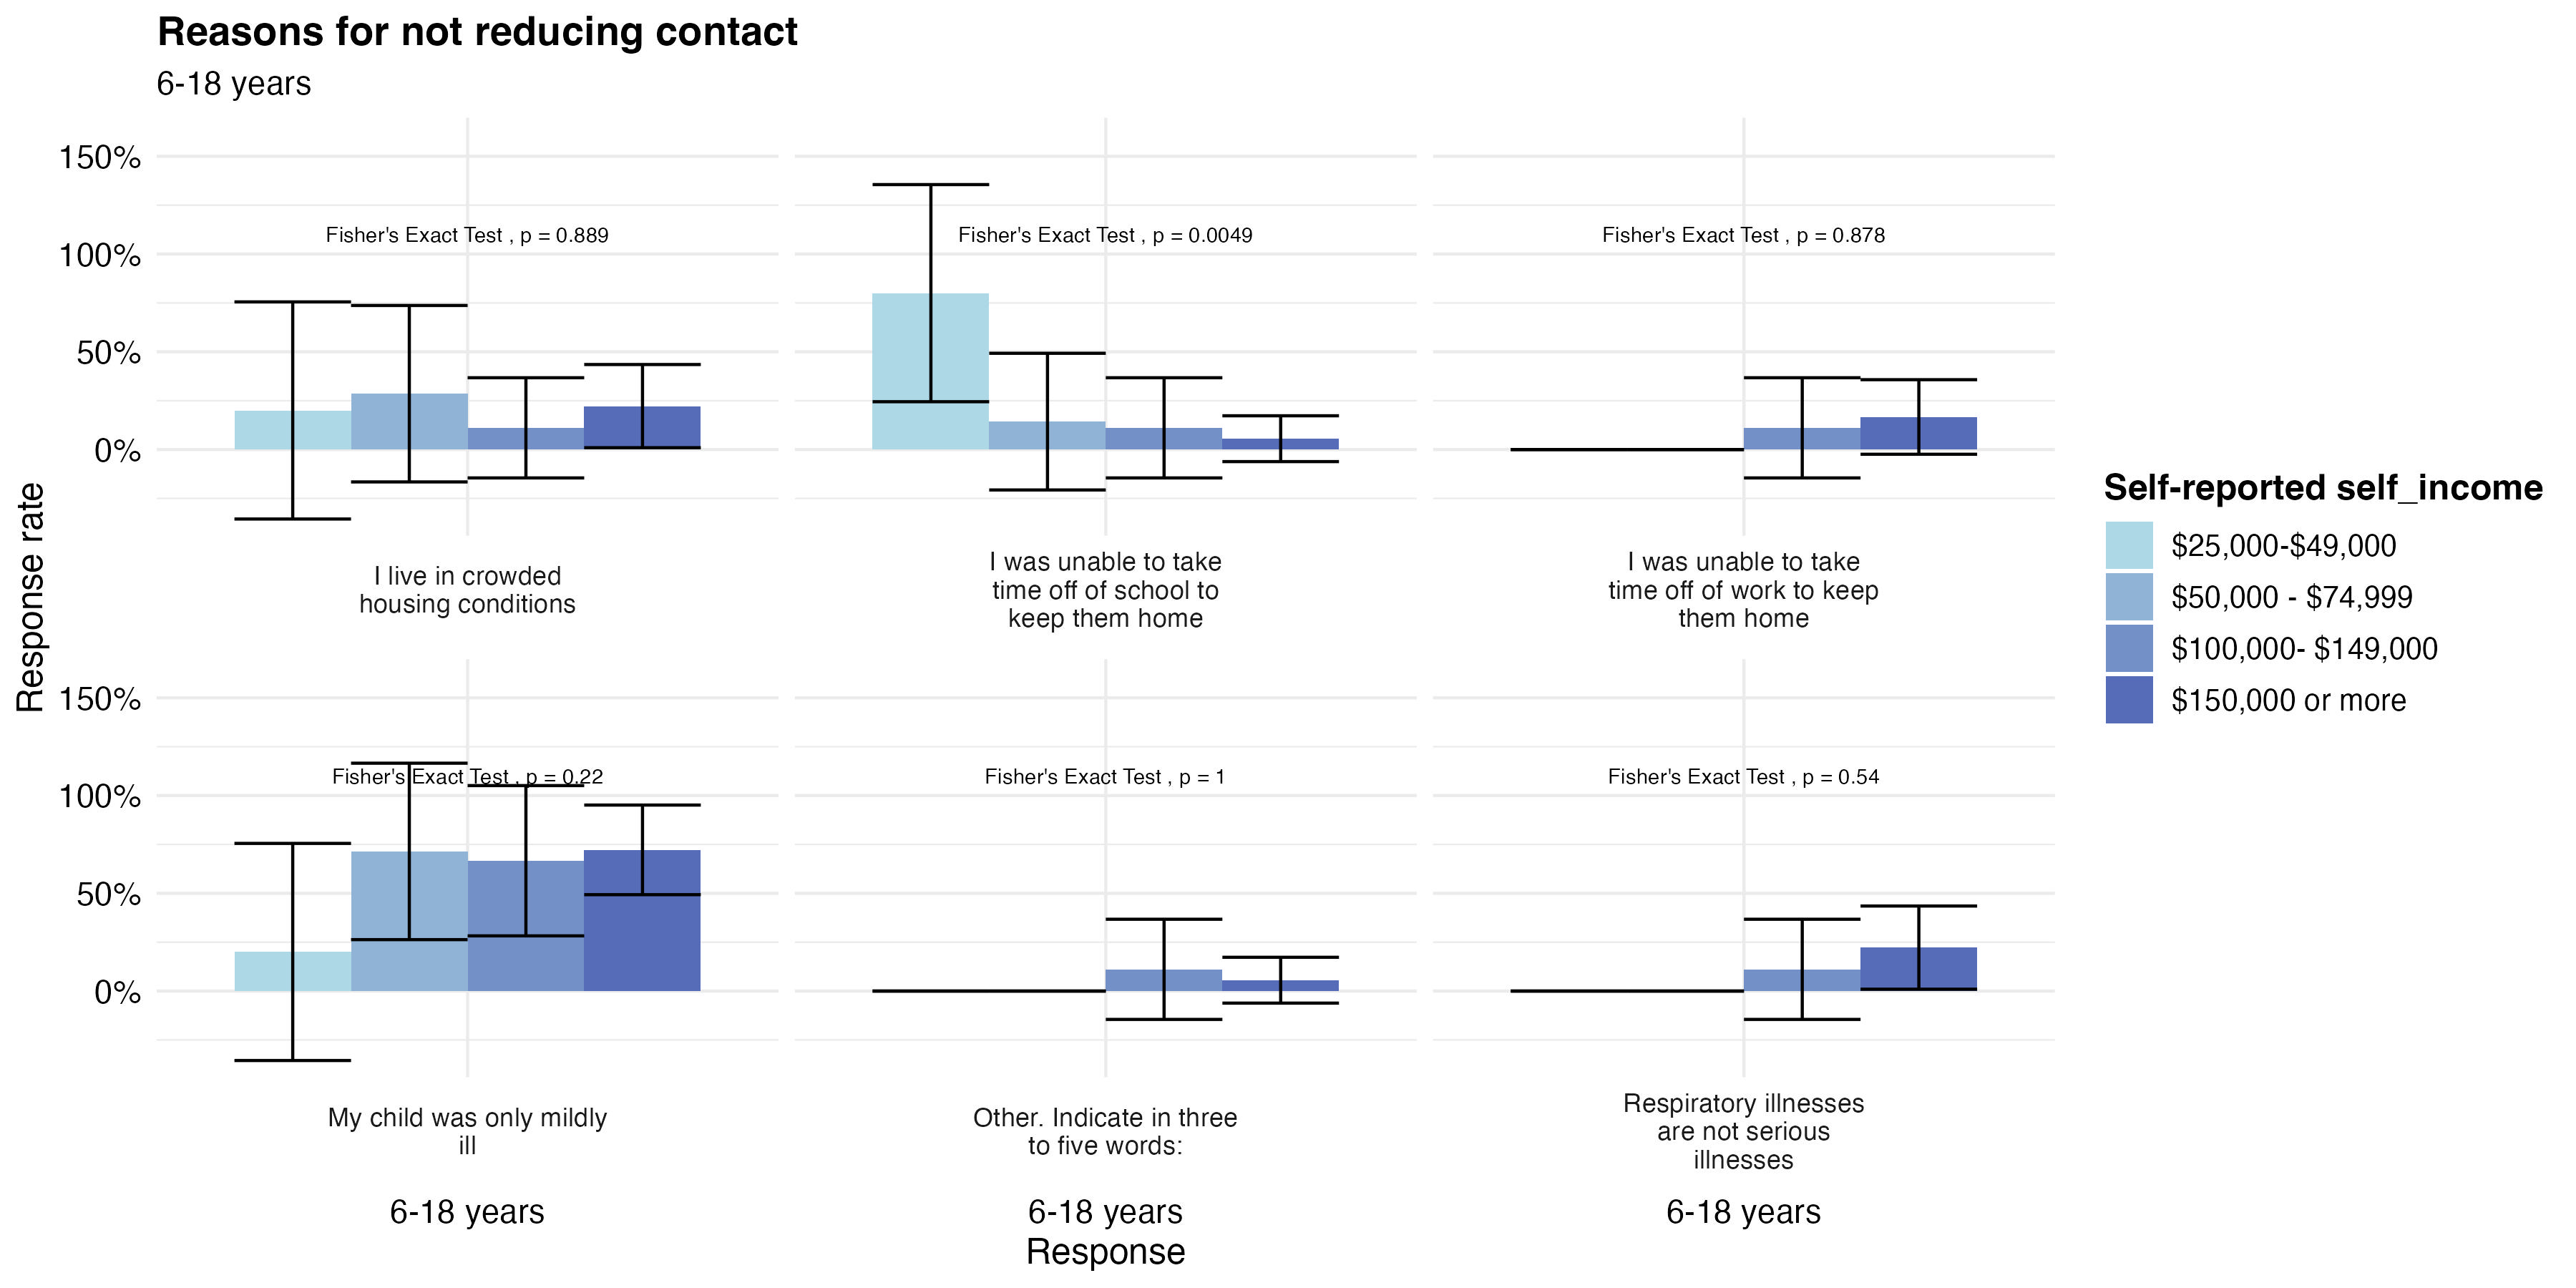 Reasons for not reducing contact
6-18 years
150%
100%
50%
0%
Fisher's Exact Test , p = 0.889
Fisher's Exact Test , p = 0.0049
Fisher's Exact Test , p = 0.878
I live in crowded
housing conditions
I was unable to take
time off of school to
keep them home
I was unable to take
time off of work to keep
them home
Response rate
150%
100%
50%
0%
Fisher's Exact Test , p = 0.22
Fisher's Exact Test , p = 1
Fisher's Exact Test , p = 0.54
My child was only mildly
ill
Other. Indicate in three
to five words:
Respiratory illnesses
are not serious
illnesses
6-18 years
6-18 years
6-18 years
Response
Self-reported self_income
$25,000-$49,000
$50,000 - $74,999
$100,000- $149,000
$150,000 or more